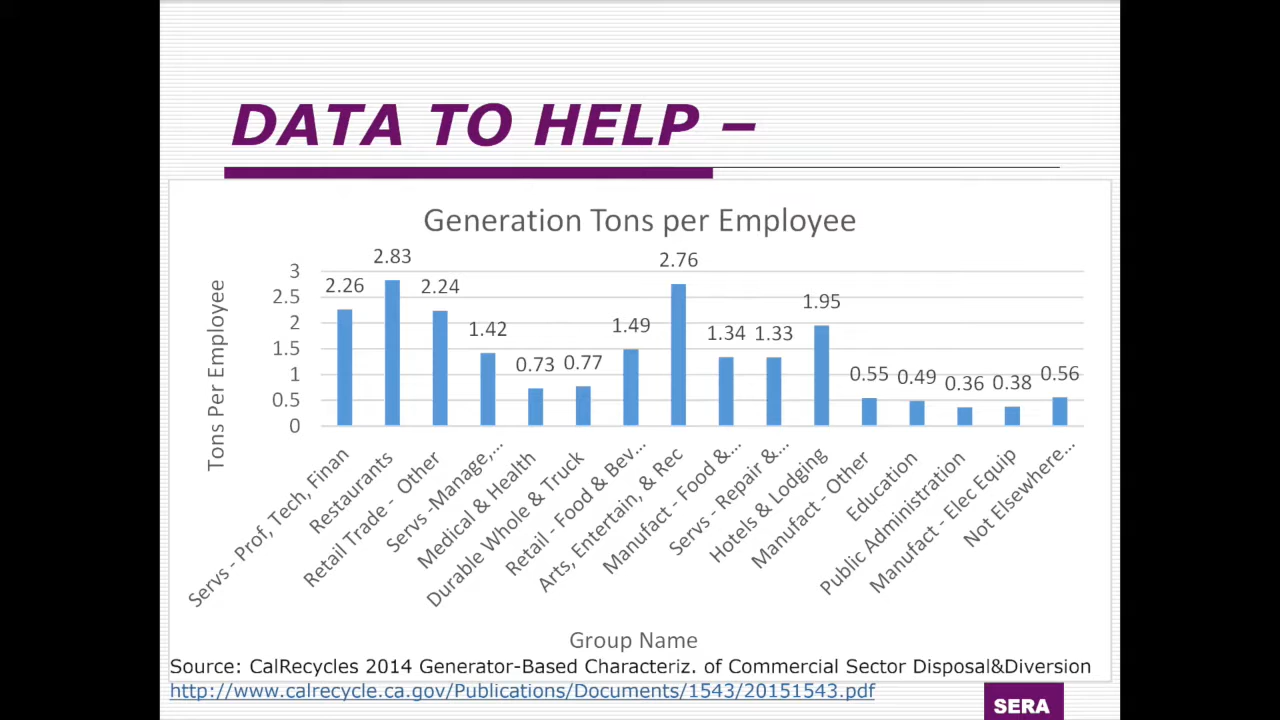 DATA TO HELP –
Generation Tons per Employee
Tons Per Employee
3
2.5
2
1.5
1
0.5
0
2.26
2.83
2.24
1.42
0.73
0.77
1.49
2.76
1.34
1.33
1.95
0.55
0.49
0.36
0.38
0.56
Servs - Prof, Tech, Finan
Restaurants
Retail Trade - Other
Servs -Manage,…
Medical & Health
Durable Whole & Truck
Retail - Food & Bev…
Arts, Entertain, & Rec
Manufact - Food &…
Servs - Repair &…
Hotels & Lodging
Manufact - Other
Education
Public Administration
Manufact - Elec Equip
Not Elsewhere…
Group Name
Source: CalRecycles 2014 Generator-Based Characteriz. of Commercial Sector Disposal&Diversion
http://www.calrecycle.ca.gov/Publications/Documents/1543/20151543.pdf
SERA